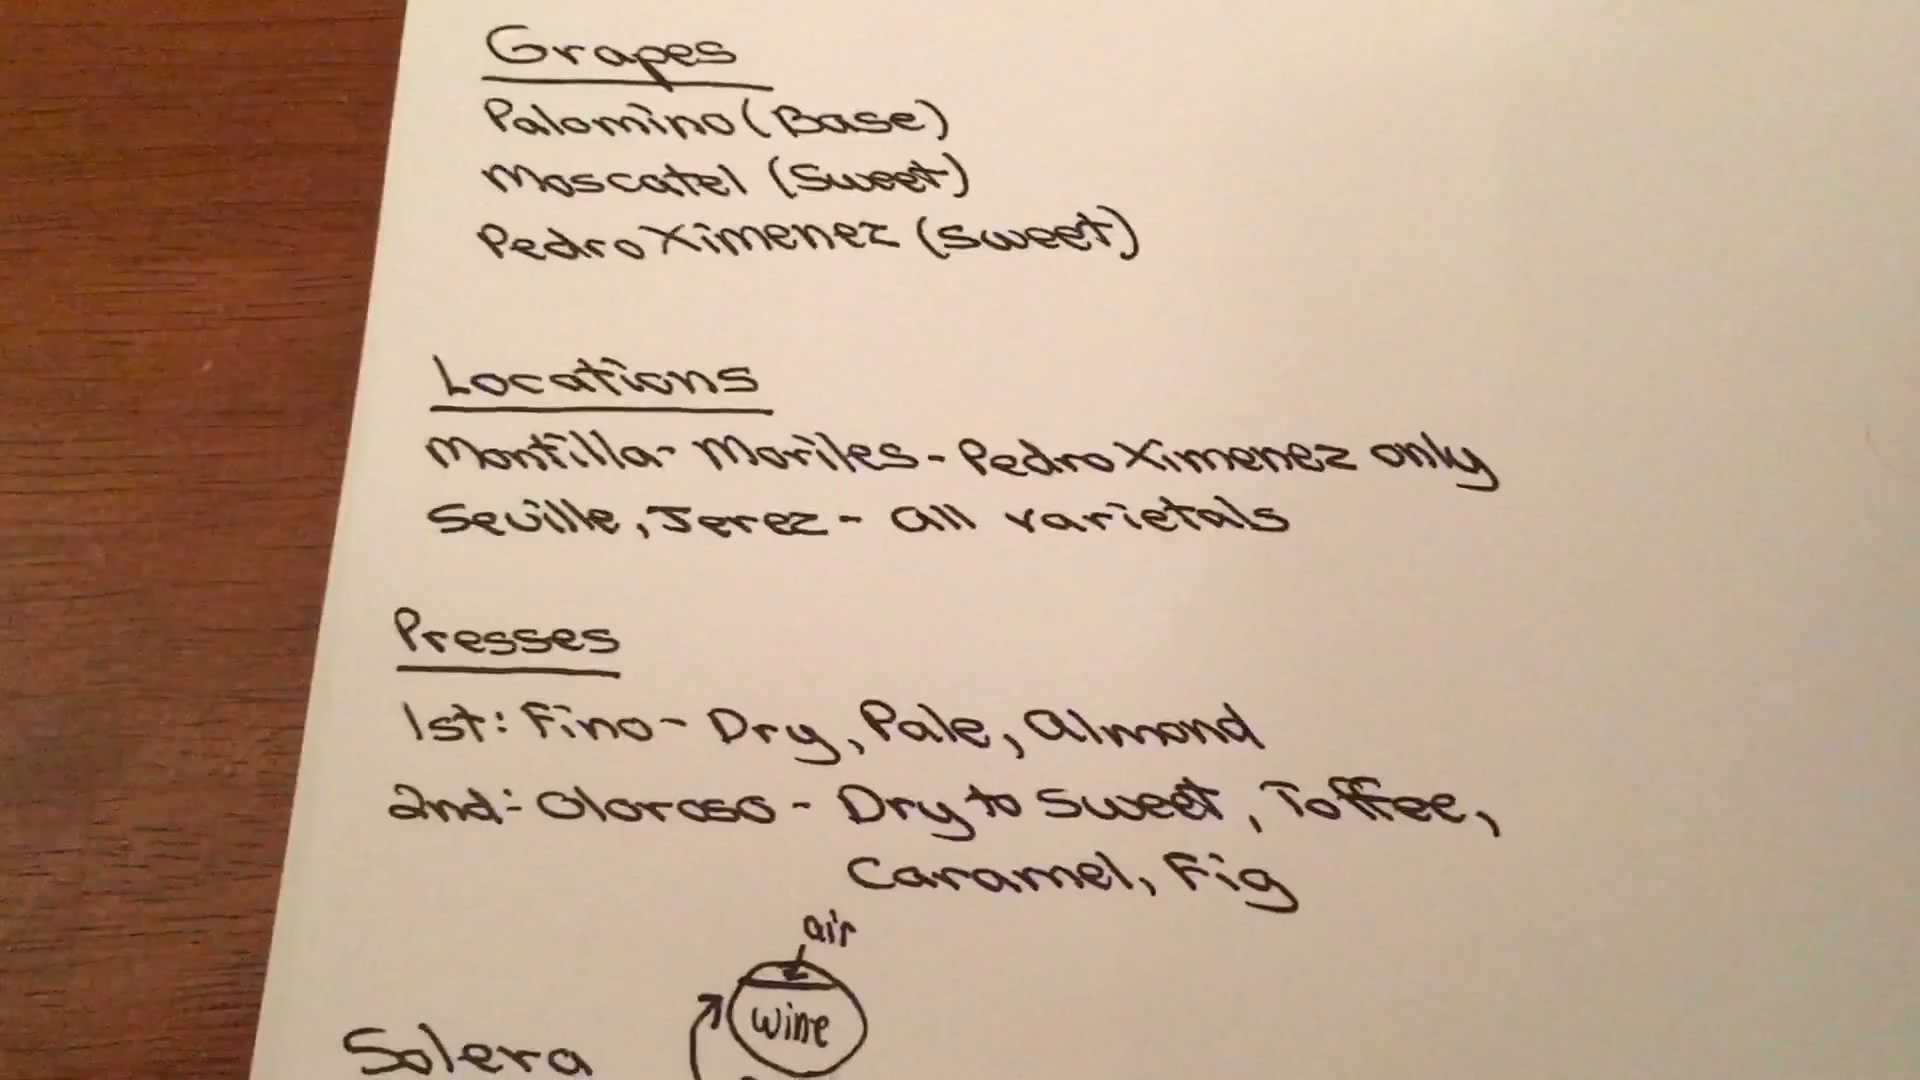 Grapes
Palomino (Base)
Moscatel (Sweet)
Pedro Ximenez (Sweet)
Locations
Montilla-Moriles - Pedro Ximenez only
Seville, Jerez - all varietals
Presses
1st: Fino - Dry, Pale, Almond
2nd: Oloroso - Dry to Sweet, Toffee,
Caramel, Fig
air
wine
Solera